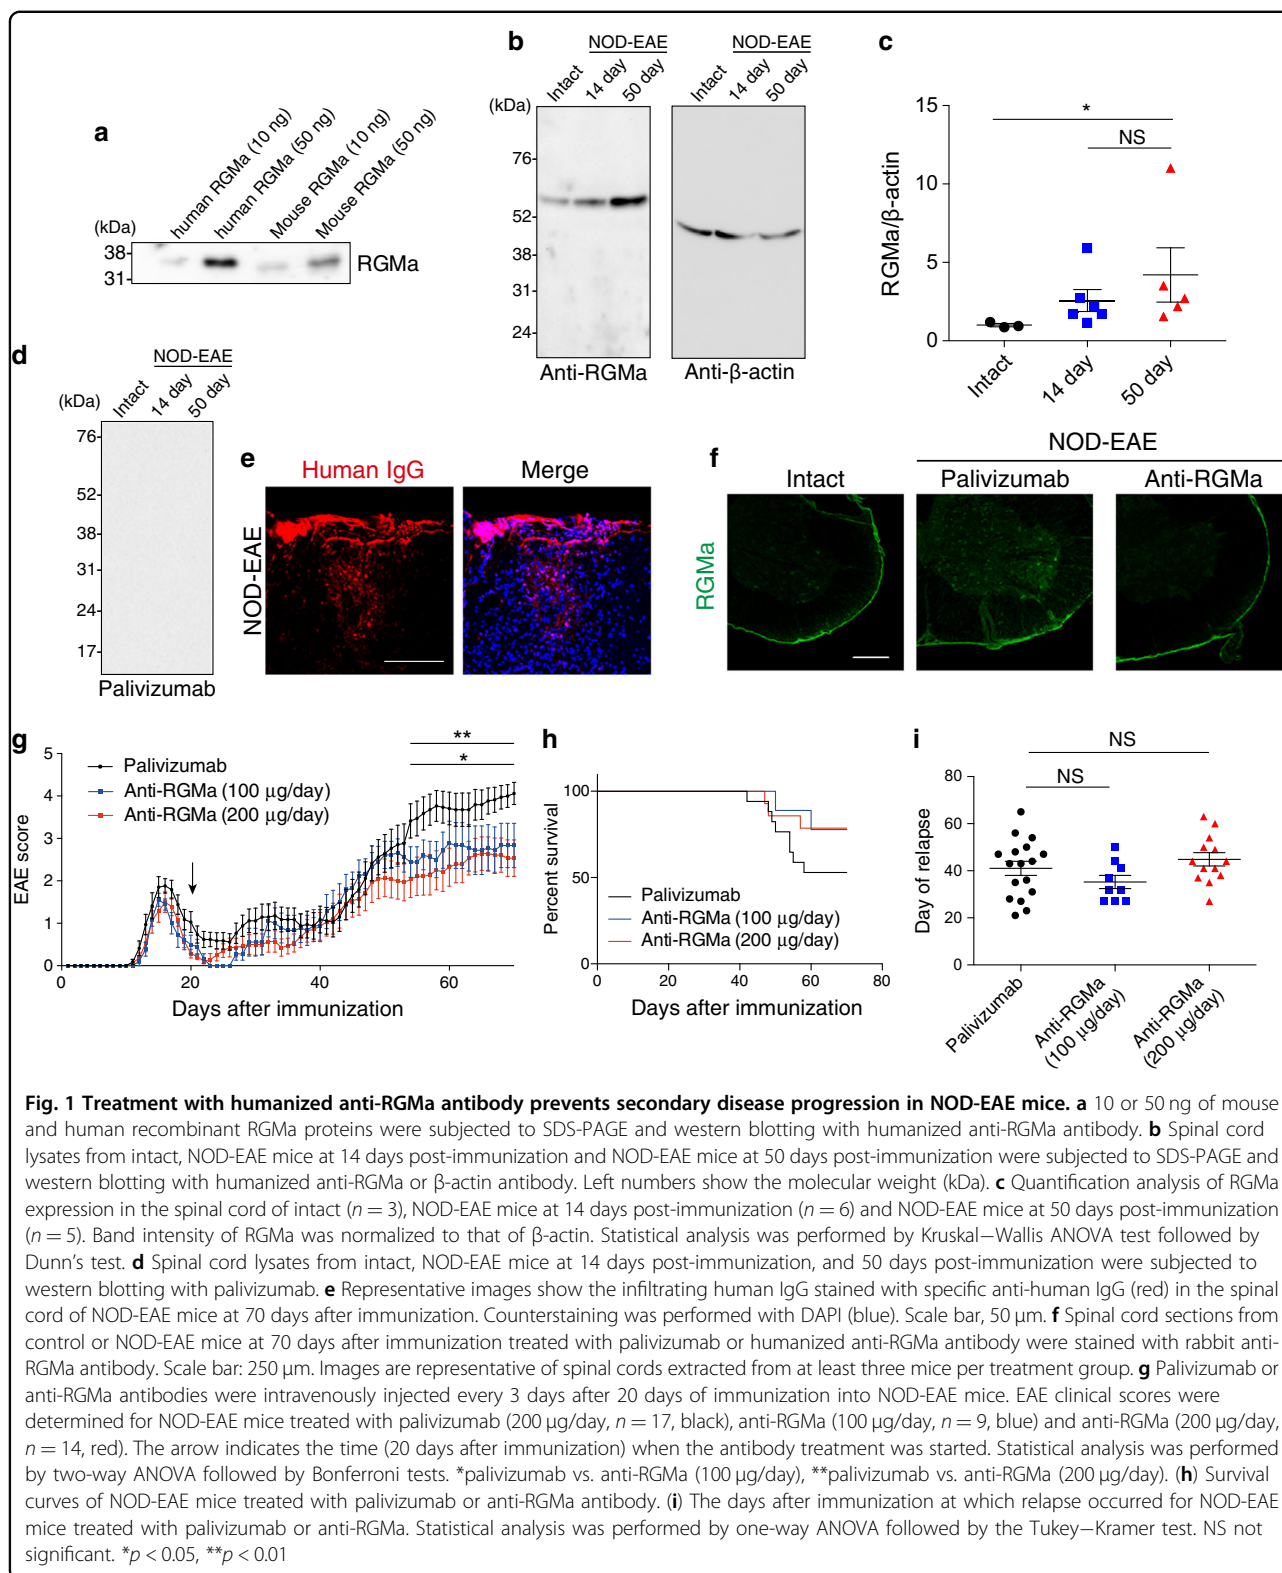 a
human RGMa (10 ng)
human RGMa (50 ng)
Mouse RGMa (10 ng)
Mouse RGMa (50 ng)
(kDa)
38
31
RGMa
b
NOD-EAE
NOD-EAE
Intact
14 day
50 day
Intact
14 day
50 day
(kDa)
76
52
38
31
24
Anti-RGMa
Anti-β-actin
c
RGMa/β-actin
15
10
5
0
*
NS
Intact
14 day
50 day
d
NOD-EAE
Intact
14 day
50 day
(kDa)
76
52
38
31
24
17
Palivizumab
e
Human IgG
Merge
NOD-EAE
f
NOD-EAE
Intact
Palivizumab
Anti-RGMa
RGMa
g
EAE score
5
4
3
2
1
0
**
*
Palivizumab
Anti-RGMa (100 μg/day)
Anti-RGMa (200 μg/day)
0
20
40
60
Days after immunization
h
Percent survival
100
50
0
Palivizumab
Anti-RGMa (100 μg/day)
Anti-RGMa (200 μg/day)
0
20
40
60
80
Days after immunization
i
Day of relapse
80
60
40
20
0
NS
NS
Palivizumab
Anti-RGMa
(100 μg/day)
Anti-RGMa
(200 μg/day)
Fig. 1 Treatment with humanized anti-RGMa antibody prevents secondary disease progression in NOD-EAE mice. a 10 or 50 ng of mouse
and human recombinant RGMa proteins were subjected to SDS-PAGE and western blotting with humanized anti-RGMa antibody. b Spinal cord
lysates from intact, NOD-EAE mice at 14 days post-immunization and NOD-EAE mice at 50 days post-immunization were subjected to SDS-PAGE and
western blotting with humanized anti-RGMa or β-actin antibody. Left numbers show the molecular weight (kDa). c Quantification analysis of RGMa
expression in the spinal cord of intact (n = 3), NOD-EAE mice at 14 days post-immunization (n = 6) and NOD-EAE mice at 50 days post-immunization
(n = 5). Band intensity of RGMa was normalized to that of β-actin. Statistical analysis was performed by Kruskal–Wallis ANOVA test followed by
Dunn's test. d Spinal cord lysates from intact, NOD-EAE mice at 14 days post-immunization, and 50 days post-immunization were subjected to
western blotting with palivizumab. e Representative images show the infiltrating human IgG stained with specific anti-human IgG (red) in the spinal
cord of NOD-EAE mice at 70 days after immunization. Counterstaining was performed with DAPI (blue). Scale bar, 50 μm. f Spinal cord sections from
control or NOD-EAE mice at 70 days after immunization treated with palivizumab or humanized anti-RGMa antibody were stained with rabbit anti-
RGMa antibody. Scale bar: 250 μm. Images are representative of spinal cords extracted from at least three mice per treatment group. g Palivizumab or
anti-RGMa antibodies were intravenously injected every 3 days after 20 days of immunization into NOD-EAE mice. EAE clinical scores were
determined for NOD-EAE mice treated with palivizumab (200 μg/day, n = 17, black), anti-RGMa (100 μg/day, n = 9, blue) and anti-RGMa (200 μg/day,
n = 14, red). The arrow indicates the time (20 days after immunization) when the antibody treatment was started. Statistical analysis was performed
by two-way ANOVA followed by Bonferroni tests. *palivizumab vs. anti-RGMa (100 μg/day), **palivizumab vs. anti-RGMa (200 μg/day). (h) Survival
curves of NOD-EAE mice treated with palivizumab or anti-RGMa antibody. (i) The days after immunization at which relapse occurred for NOD-EAE
mice treated with palivizumab or anti-RGMa. Statistical analysis was performed by one-way ANOVA followed by the Tukey–Kramer test. NS not
significant. *p < 0.05, **p < 0.01